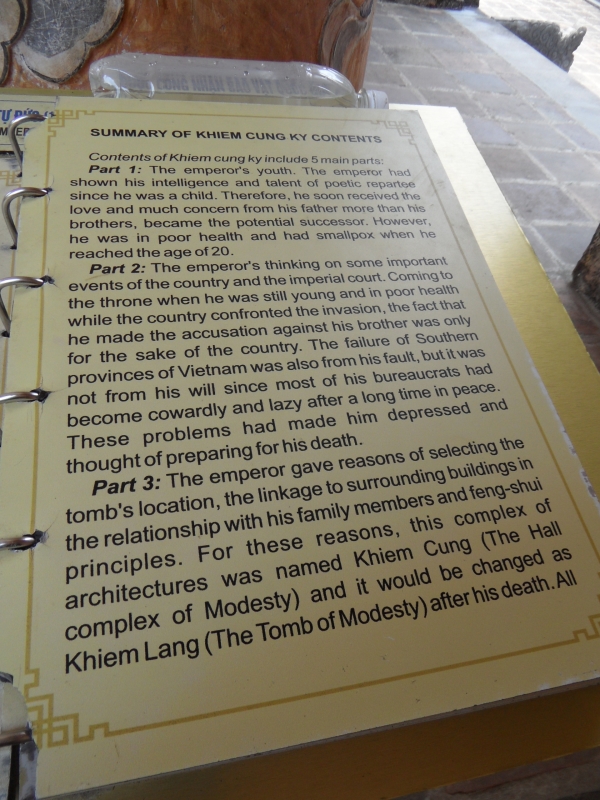 TỰ ĐỨC
SUMMARY OF KHIEM CUNG KY CONTENTS
Contents of Khiem cung ky include 5 main parts:
Part 1: The emperor's youth. The emperor had
shown his intelligence and talent of poetic repartee
since he was a child. Therefore, he soon received the
love and much concern from his father more than his
brothers, became the potential successor. However,
he was in poor health and had smallpox when he
reached the age of 20.
Part 2: The emperor's thinking on some important
events of the country and the imperial court. Coming to
the throne when he was still young and in poor health
while the country confronted the invasion, the fact that
he made the accusation against his brother was only
for the sake of the country. The failure of Southern
provinces of Vietnam was also from his fault, but it was
not from his will since most of his bureaucrats had
become cowardly and lazy after a long time in peace.
These problems had made him depressed and
thought of preparing for his death.
Part 3: The emperor gave reasons of selecting the
tomb's location, the linkage to surrounding buildings in
the relationship with his family members and feng-shui
principles. For these reasons, this complex of
architectures was named Khiem Cung (The Hall
complex of Modesty) and it would be changed as
Khiem Lang (The Tomb of Modesty) after his death. All